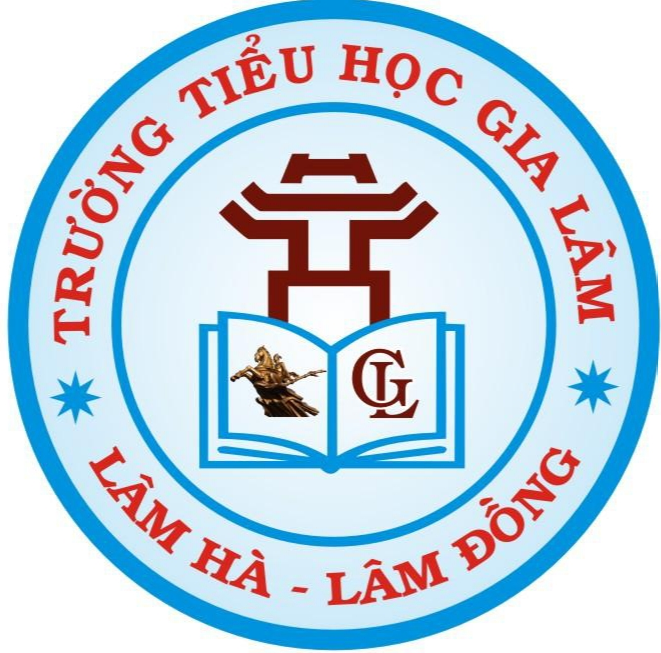 TRƯỜNG TIỂU HỌC GIA LÂM
GL
LÂM HÀ - LÂM ĐỒNG